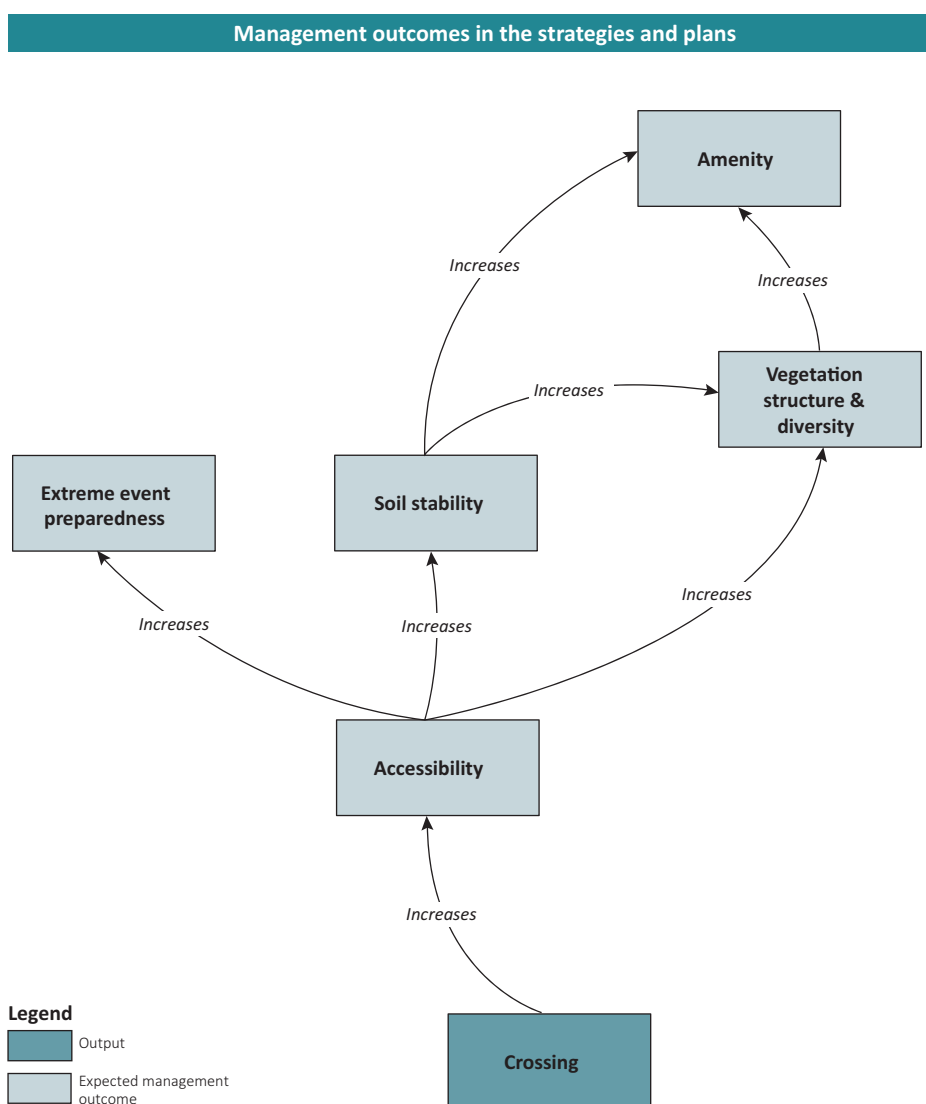 Management outcomes in the strategies and plans
Amenity
Increases
Increases
Vegetation
structure &
diversity
Increases
Extreme event
preparedness
Soil stability
Increases
Increases
Increases
Accessibility
Increases
Legend
Output
Expected management
outcome
Crossing